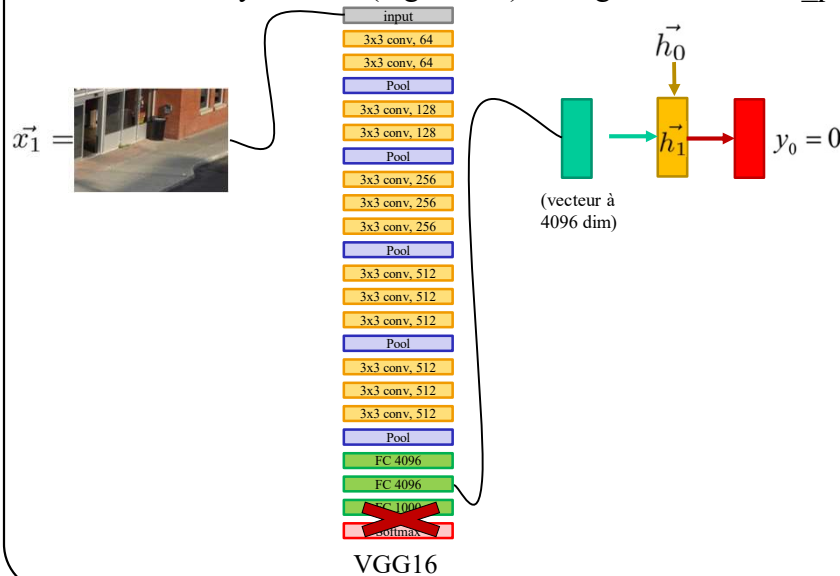 input
3x3 conv, 64
3x3 conv, 64
Pool
3x3 conv, 128
3x3 conv, 128
Pool
3x3 conv, 256
3x3 conv, 256
3x3 conv, 256
Pool
3x3 conv, 512
3x3 conv, 512
3x3 conv, 512
Pool
3x3 conv, 512
3x3 conv, 512
3x3 conv, 512
Pool
FC 4096
FC 4096
FC 1000
Softmax
VGG16
x⃗₁ =
(vecteur à
4096 dim)
h⃗₀
h⃗₁
y₀ = 0